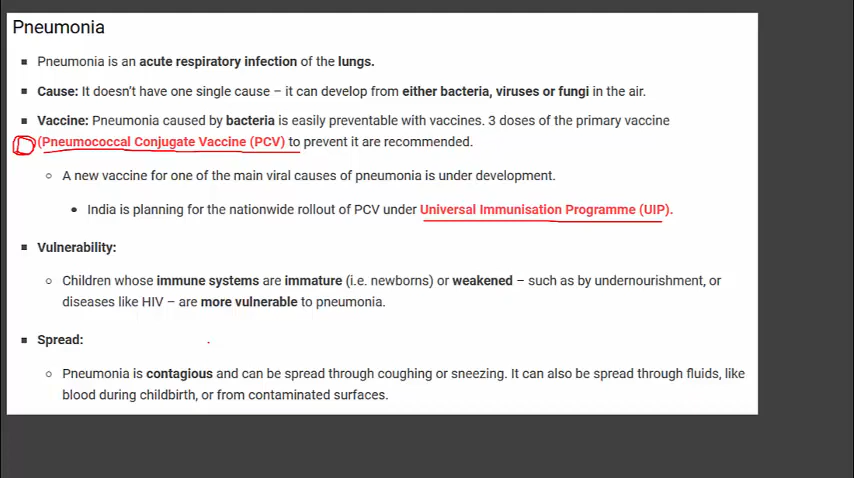 Pneumonia
Pneumonia is an acute respiratory infection of the lungs.
Cause: It doesn't have one single cause – it can develop from either bacteria, viruses or fungi in the air.
Vaccine: Pneumonia caused by bacteria is easily preventable with vaccines. 3 doses of the primary vaccine
(Pneumococcal Conjugate Vaccine (PCV) to prevent it are recommended.
A new vaccine for one of the main viral causes of pneumonia is under development.
India is planning for the nationwide rollout of PCV under Universal Immunisation Programme (UIP).
Vulnerability:
Children whose immune systems are immature (i.e. newborns) or weakened – such as by undernourishment, or
diseases like HIV – are more vulnerable to pneumonia.
Spread:
Pneumonia is contagious and can be spread through coughing or sneezing. It can also be spread through fluids, like
blood during childbirth, or from contaminated surfaces.